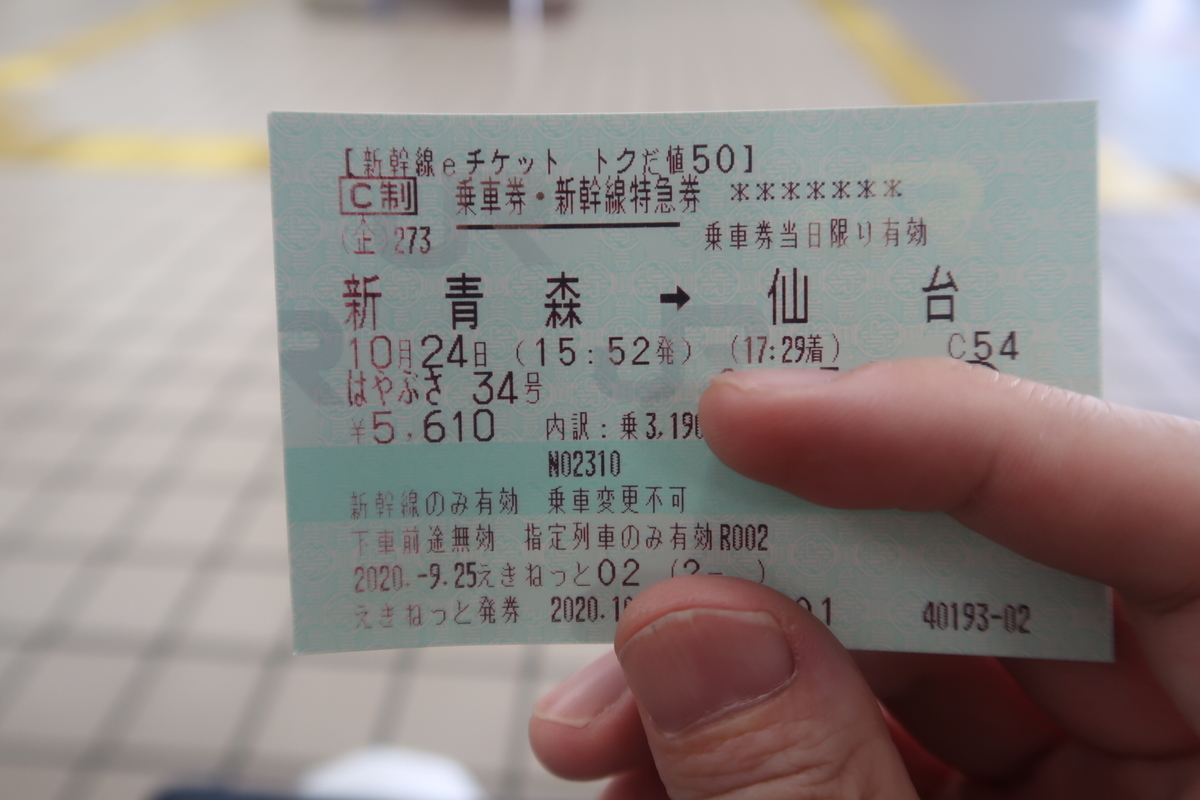 【新幹線eチケット トクだ値50】
C制 乗車券・新幹線特急券 *******
(企)273 乗車券当日限り有効
新青森 ➡ 仙台
10月24日 (15:52発) (17:29着) C54
はやぶさ 34号
¥5,610 内訳:乗3,190
N02310
新幹線のみ有効 乗車変更不可
下車前途無効 指定列車のみ有効R002
2020.-9.25えきねっと02 (2- )
えきねっと発券 2020.10 01 40193-02